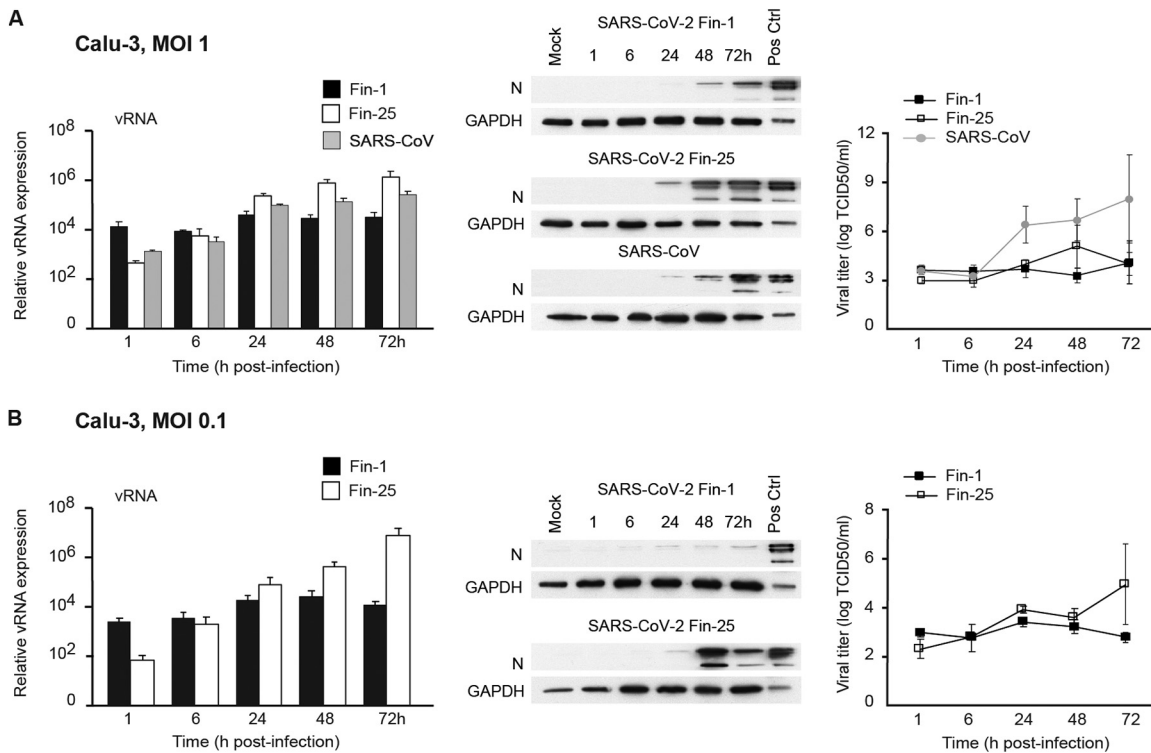 A
Calu-3, MOI 1
Fin-1
Fin-25
SARS-CoV
vRNA
Relative vRNA expression
10^8
10^6
10^4
10^2
0
1 6 24 48 72h
Time (h post-infection)
SARS-CoV-2 Fin-1
Mock 1 6 24 48 72h Pos Ctrl
N
GAPDH
SARS-CoV-2 Fin-25
N
GAPDH
SARS-CoV
N
GAPDH
Fin-1
Fin-25
SARS-CoV
Viral titer (log TCID50/ml)
12
9
6
3
0
1 6 24 48 72
Time (h post-infection)
B
Calu-3, MOI 0.1
Fin-1
Fin-25
vRNA
Relative vRNA expression
10^8
10^6
10^4
10^2
0
1 6 24 48 72h
Time (h post-infection)
SARS-CoV-2 Fin-1
Mock 1 6 24 48 72h Pos Ctrl
N
GAPDH
SARS-CoV-2 Fin-25
N
GAPDH
Fin-1
Fin-25
Viral titer (log TCID50/ml)
8
6
4
2
0
1 6 24 48 72
Time (h post-infection)